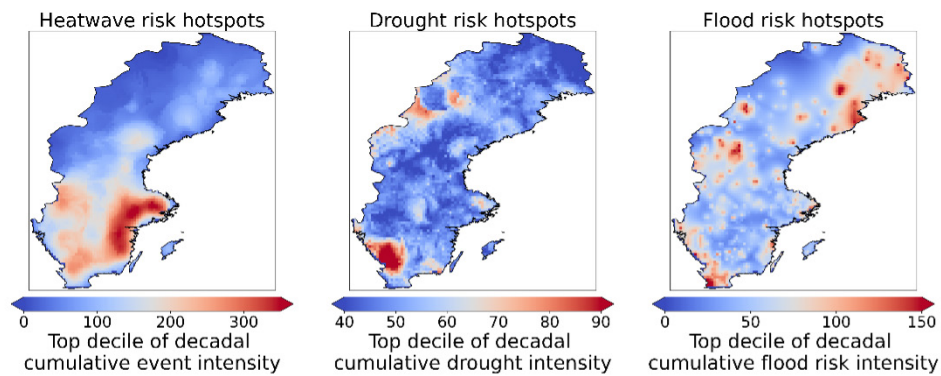 Heatwave risk hotspots
0 100 200 300
Top decile of decadal
cumulative event intensity
Drought risk hotspots
40 50 60 70 80 90
Top decile of decadal
cumulative drought intensity
Flood risk hotspots
0 50 100 150
Top decile of decadal
cumulative flood risk intensity